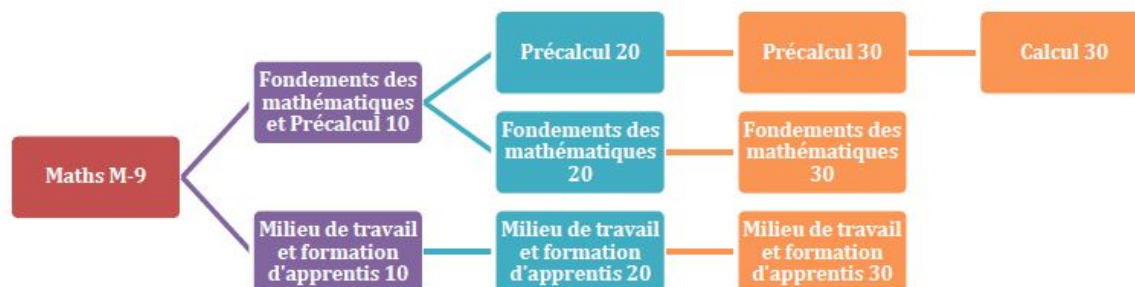 Maths M-9
Fondements des
mathématiques
et Précalcul 10
Milieu de travail
et formation
d'apprentis 10
Précalcul 20
Fondements des
mathématiques
20
Milieu de travail
et formation
d'apprentis 20
Précalcul 30
Fondements des
mathématiques
30
Milieu de travail
et formation
d'apprentis 30
Calcul 30